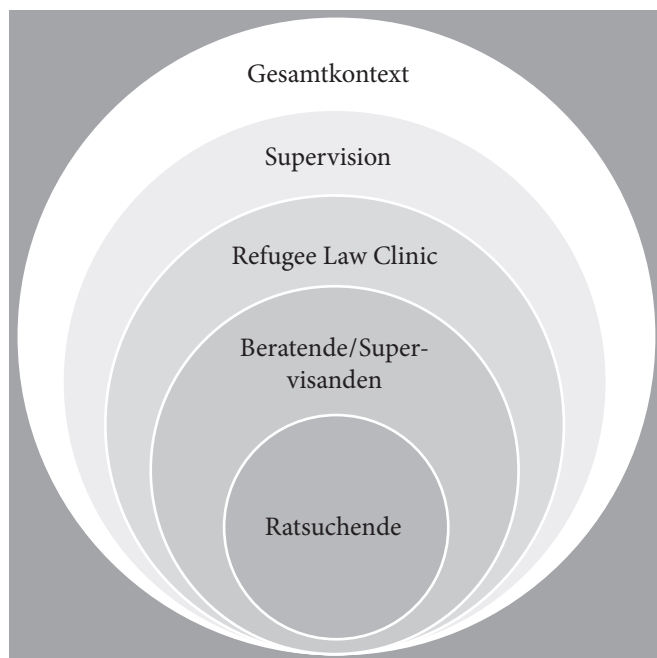 Gesamtkontext
Supervision
Refugee Law Clinic
Beratende/Super-
visanden
Ratsuchende